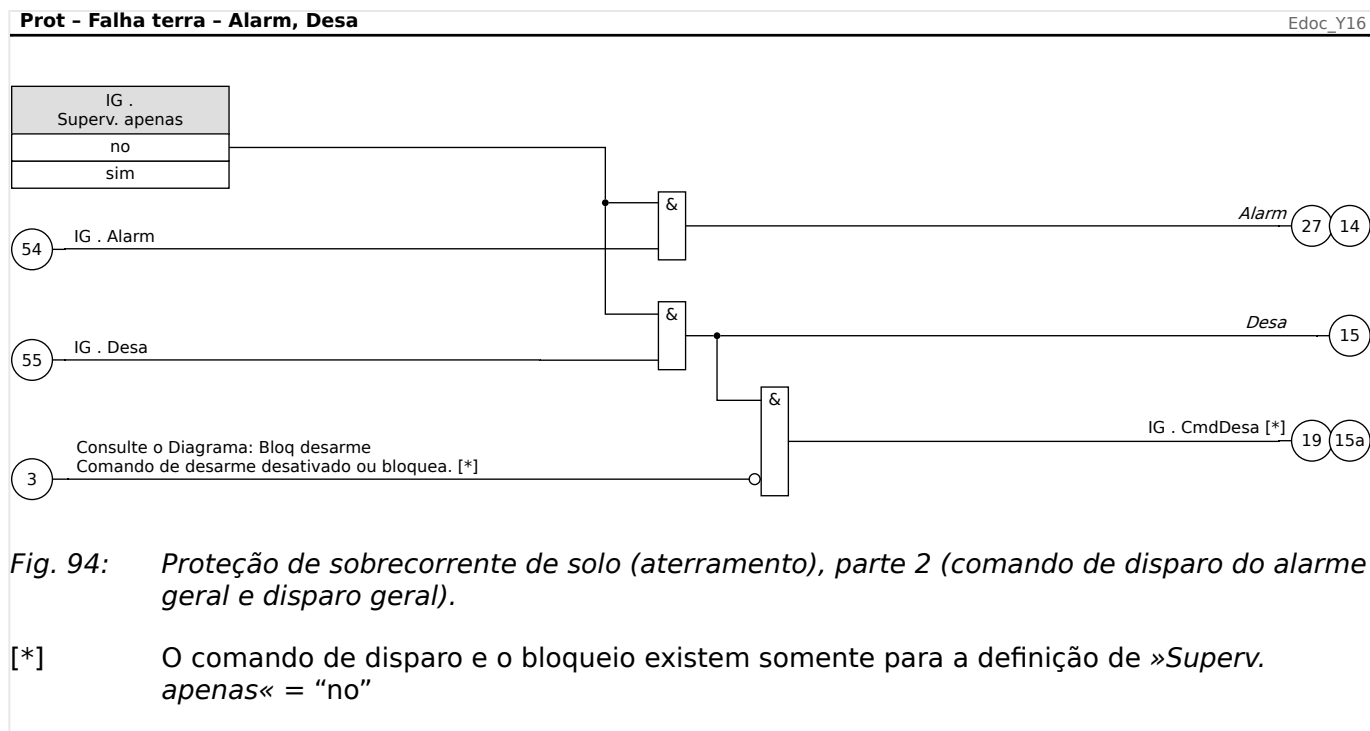 Prot – Falha terra – Alarm, Desa
Edoc_Y16
IG .
Superv. apenas
no
sim
&
Alarm
27
14
54
IG . Alarm
&
Desa
15
55
IG . Desa
&
IG . CmdDesa [*]
19
15a
Consulte o Diagrama: Bloq desarme
Comando de desarme desativado ou bloquea. [*]
3
Fig. 94: Proteção de sobrecorrente de solo (aterramento), parte 2 (comando de disparo do alarme
geral e disparo geral).
[*] O comando de disparo e o bloqueio existem somente para a definição de »Superv.
apenas« = “no”